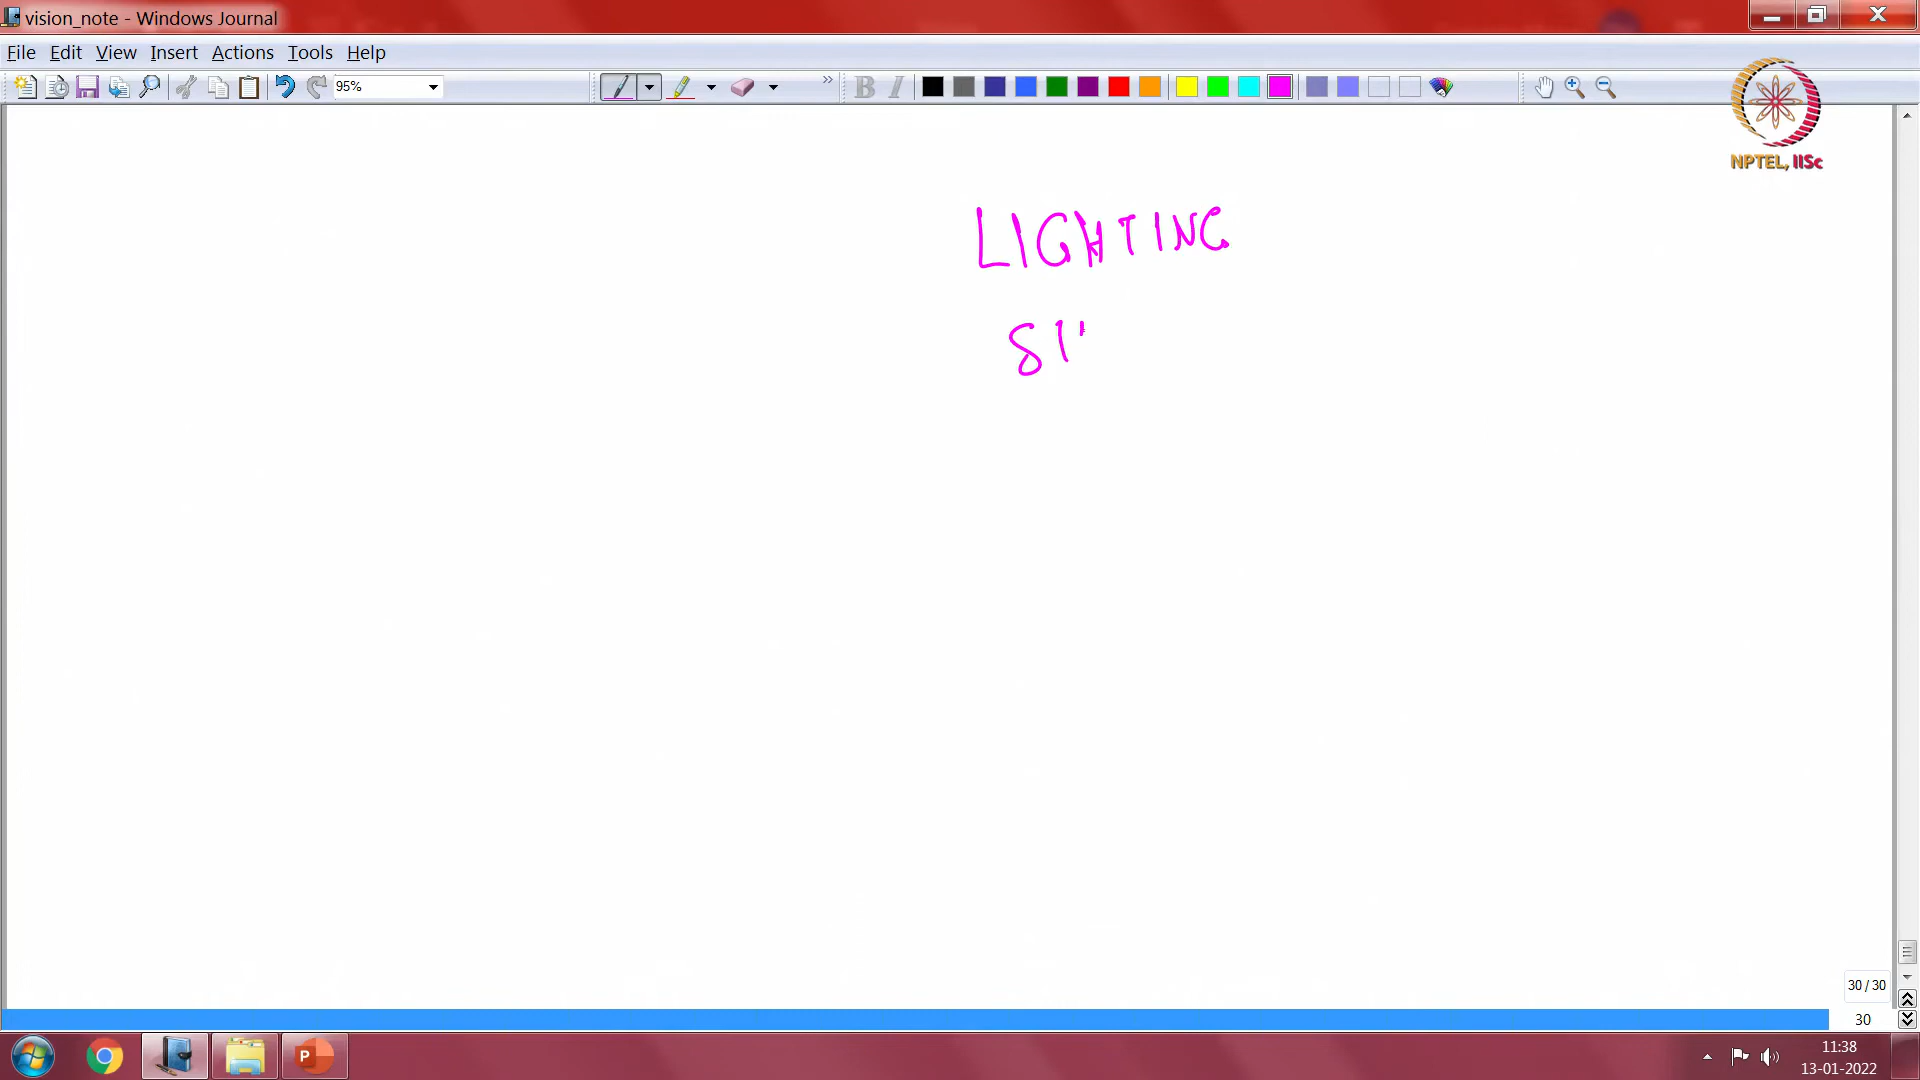 vision_note - Windows Journal
File Edit View Insert Actions Tools Help
95%
B I
NPTEL, IISc
LIGHTING
30 / 30
30
11:38
13-01-2022